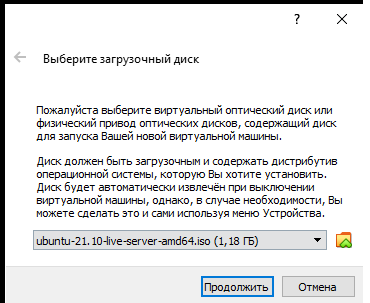 ?
Выберите загрузочный диск
Пожалуйста выберите виртуальный оптический диск или
физический привод оптических дисков, содержащий диск
для запуска Вашей новой виртуальной машины.
Диск должен быть загрузочным и содержать дистрибутив
операционной системы, которую Вы хотите установить.
Диск будет автоматически извлечён при выключении
виртуальной машины, однако, в случае необходимости, Вы
можете сделать это и сами используя меню Устройства.
ubuntu-21.10-live-server-amd64.iso (1,18 ГБ)
Продолжить Отмена